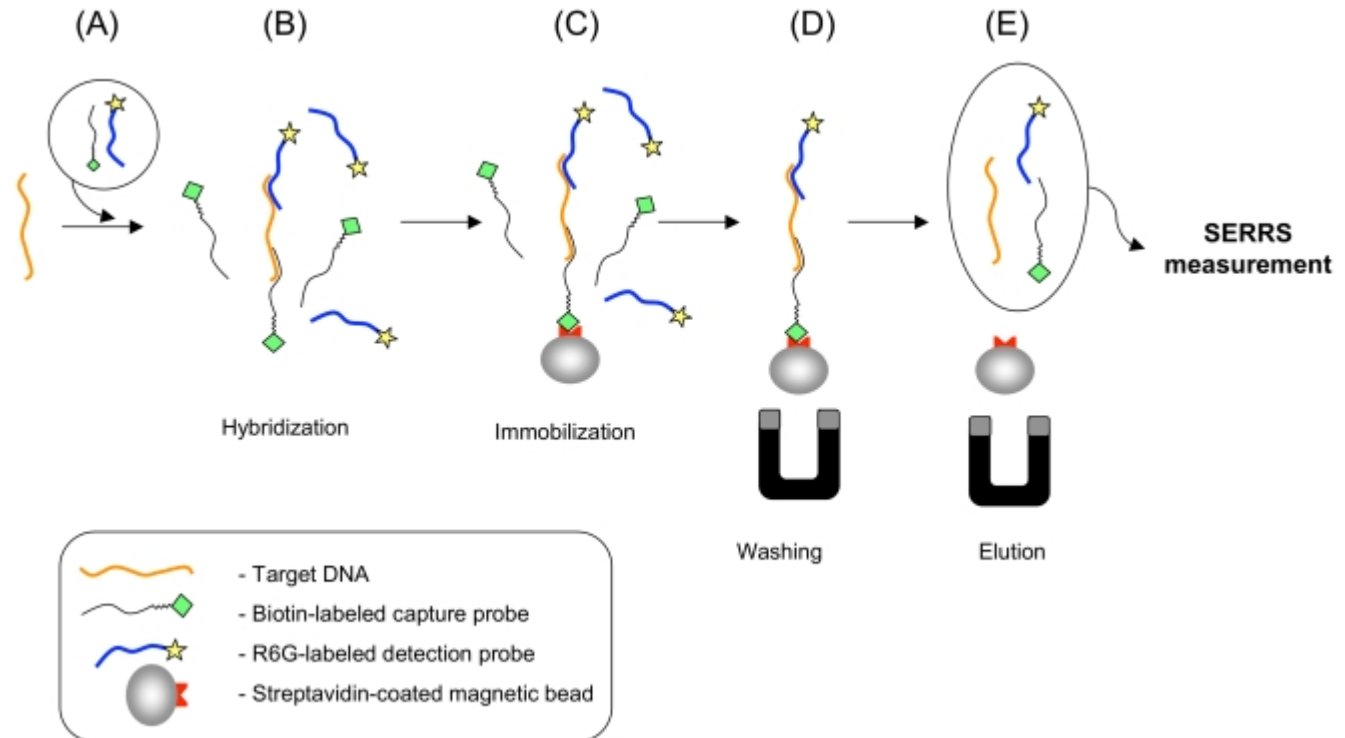 (A)
(B)
(C)
(D)
(E)
SERRS
measurement
Hybridization
Immobilization
Washing
Elution
- Target DNA
- Biotin-labeled capture probe
- R6G-labeled detection probe
- Streptavidin-coated magnetic bead